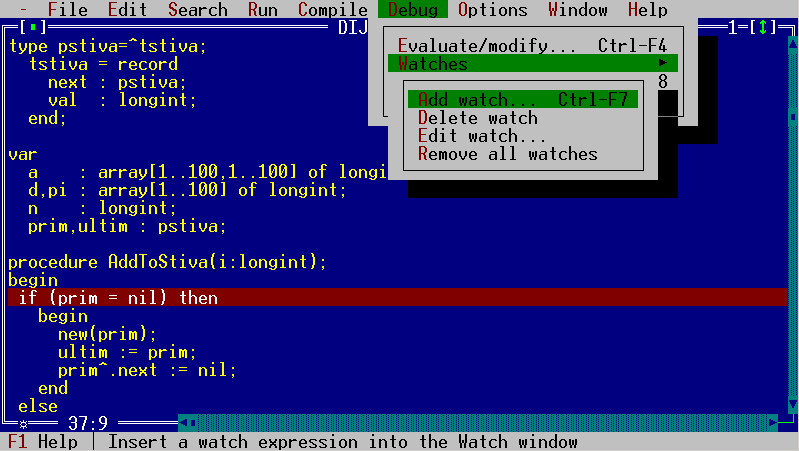 - File Edit Search Run Compile Debug Options Window Help
DIJ
1
type pstiva=^tstiva;
tstiva = record
next : pstiva;
val : longint;
end;
var
a : array[1..100,1..100] of longi
d,pi : array[1..100] of longint;
n : longint;
prim,ultim : pstiva;
procedure AddToStiva(i:longint);
begin
if (prim = nil) then
begin
new(prim);
ultim := prim;
prim^.next := nil;
end
else
37:9
Evaluate/modify... Ctrl-F4
Watches
8
Add watch... Ctrl-F7
Delete watch
Edit watch...
Remove all watches
F1 Help | Insert a watch expression into the Watch window